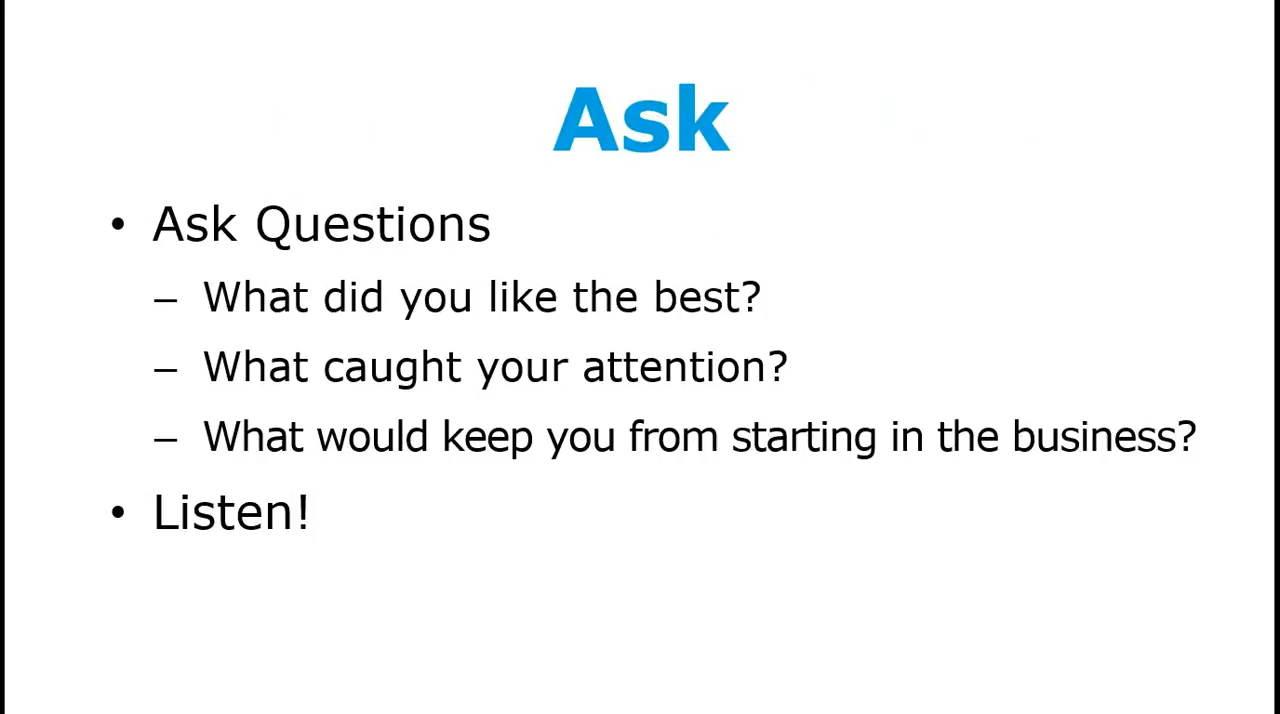 Ask
• Ask Questions
– What did you like the best?
– What caught your attention?
– What would keep you from starting in the business?
• Listen!